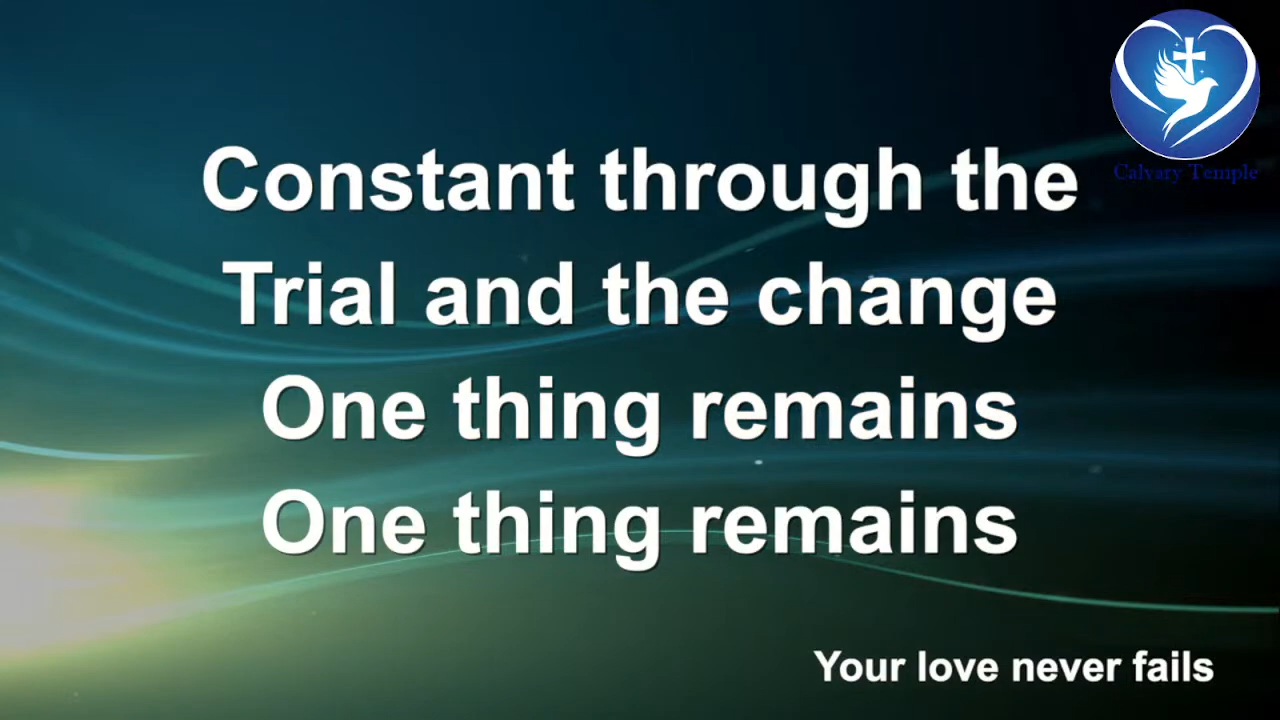 Calvary Temple
Constant through the
Trial and the change
One thing remains
One thing remains
Your love never fails